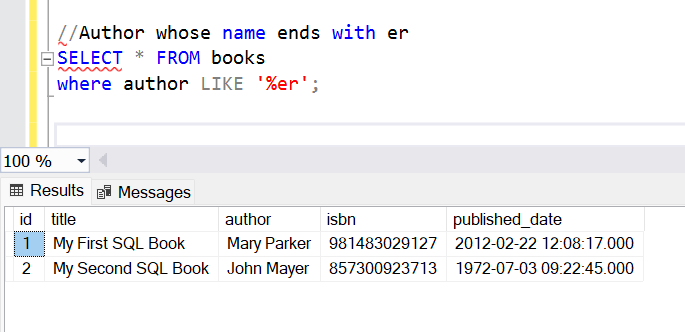 //Author whose name ends with er
SELECT * FROM books
where author LIKE '%er';
100 %
Results Messages
id title author isbn published_date
1 My First SQL Book Mary Parker 981483029127 2012-02-22 12:08:17.000
2 My Second SQL Book John Mayer 857300923713 1972-07-03 09:22:45.000